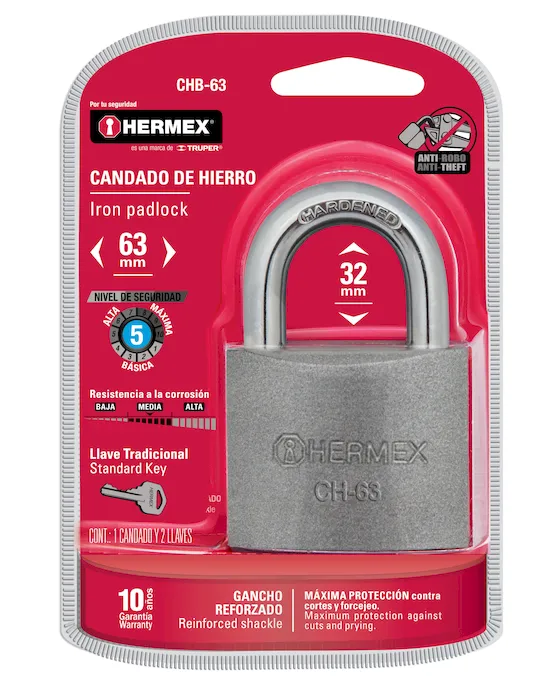 CHB-63
Por tu seguridad
HERMEX®
es una marca de TRUPER®
ANTI-ROBO
ANTI-THEFT
CANDADO DE HIERRO
Iron padlock
HARDENED
63
mm
32
mm
NIVEL DE SEGURIDAD
ALTA
MÁXIMA
5
BÁSICA
Resistencia a la corrosión
BAJA MEDIA ALTA
HERMEX
CH-63
Llave Tradicional
Standard Key
CONT.: 1 CANDADO Y 2 LLAVES
10 años
Garantía
Warranty
GANCHO
REFORZADO
Reinforced shackle
MÁXIMA PROTECCIÓN contra
cortes y forcejeo.
Maximum protection against
cuts and prying.